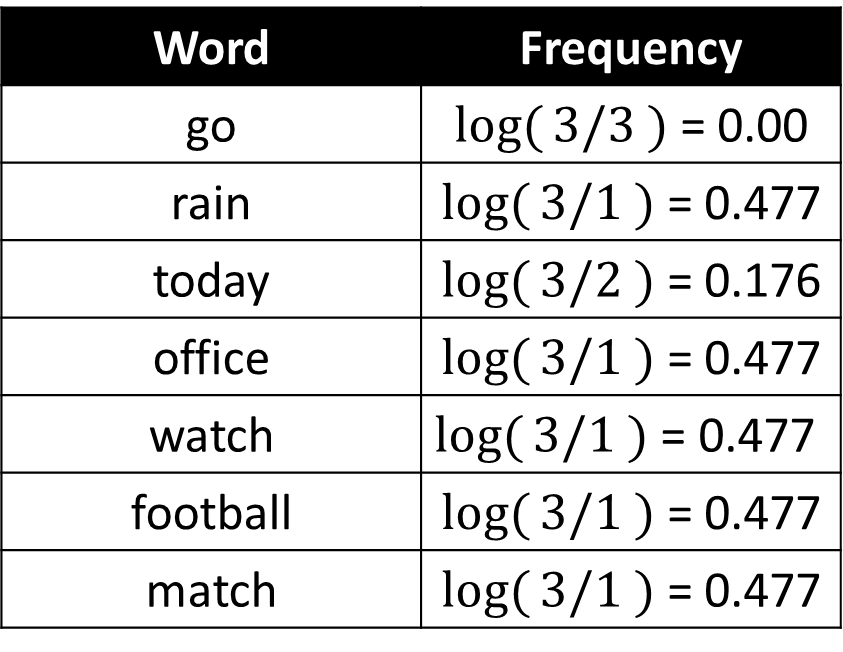 Word Frequency
go log( 3/3 ) = 0.00
rain log( 3/1 ) = 0.477
today log( 3/2 ) = 0.176
office log( 3/1 ) = 0.477
watch log( 3/1 ) = 0.477
football log( 3/1 ) = 0.477
match log( 3/1 ) = 0.477